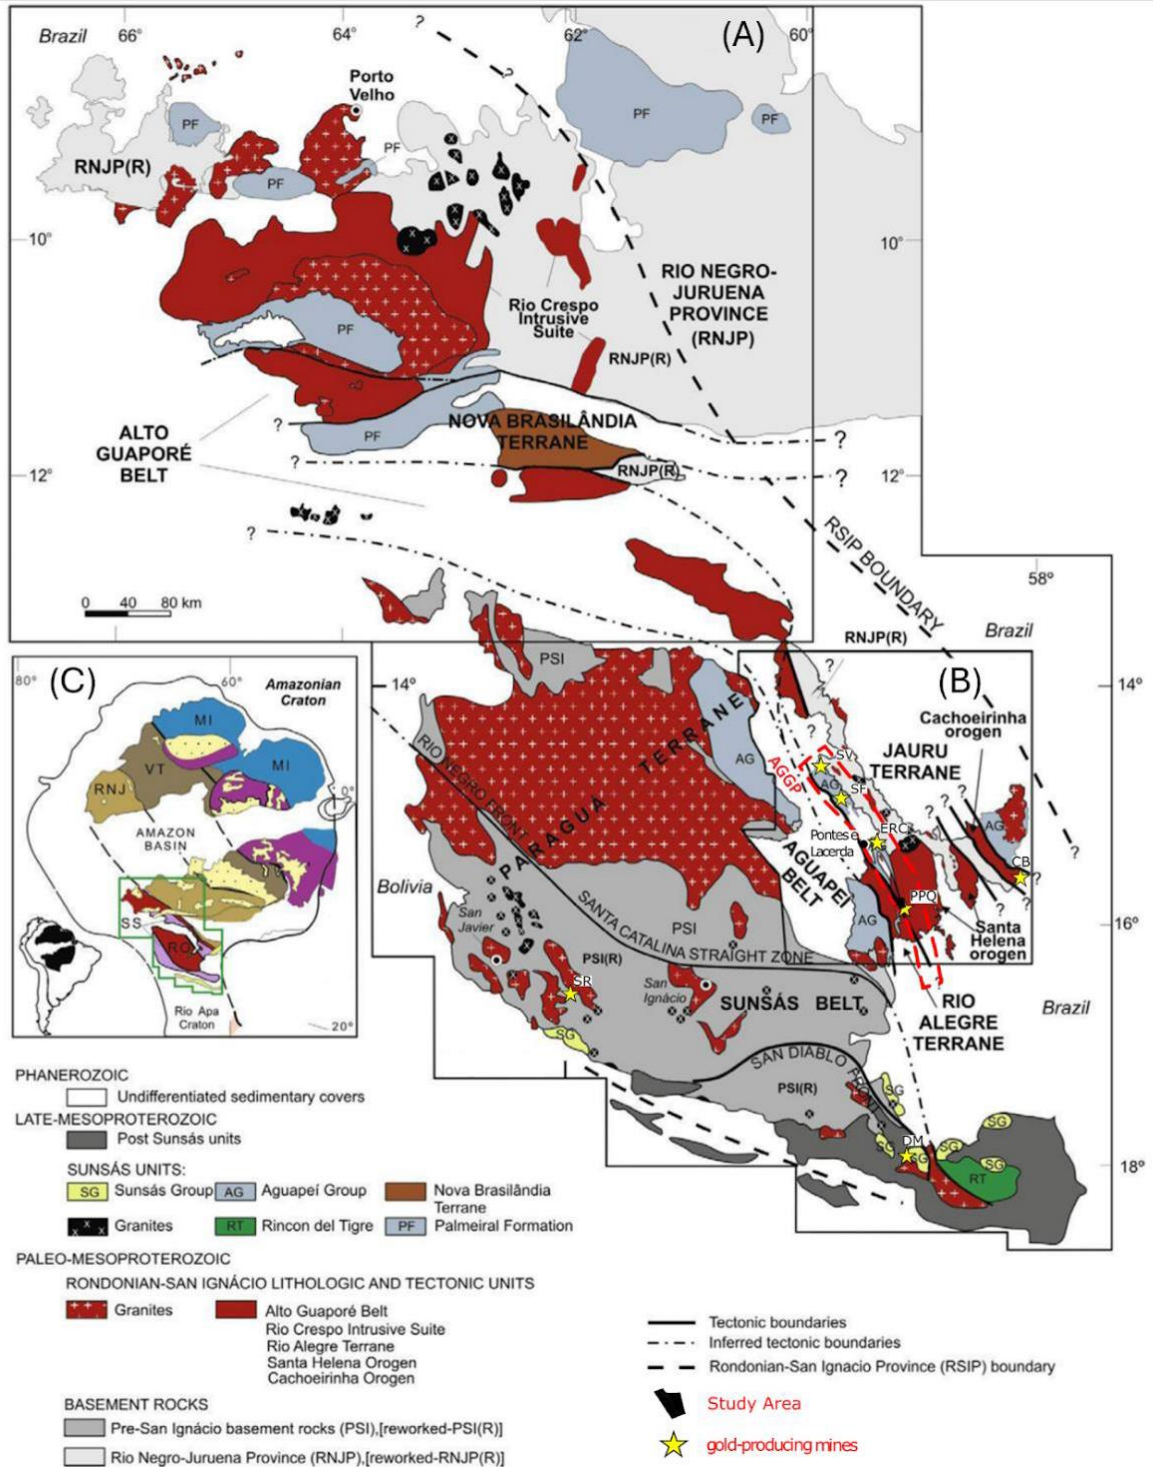 Brazil
66°
64°
?
62°
(A)
60°
?
Porto
Velho
PF
PF
PF
PF
RNJP(R)
PF
10°
10°
RIO NEGRO-
JURUENA
PROVINCE
(RNJP)
Rio Crespo
Intrusive
Suite
PF
RNJP(R)
NOVA BRASILÂNDIA
TERRANE
?
?
PF
ALTO
GUAPORÉ
BELT
?
RNJP(R)
12°
12°
?
?
RSIP BOUNDARY
58°
0 40 80 km
RNJP(R)
Brazil
PSI
?
80°
(C)
60°
Amazonian
Craton
14°
14°
(B)
Cachoeirinha
orogen
MI
VT
MI
RNJ
0°
AMAZON
BASIN
SS
RO
Rio Apa
Craton
20°
RIO NEGRO FRONT
PARAGUÁ TERRANE
AG
AGGP
?
SV
AG
SF
JAURU
TERRANE
?
?
?
AG
ERC
Pontes e
Lacerda
AGUAPEI
BELT
CB
?
?
?
?
PPQ
AG
Santa
Helena
orogen
Bolivia
San
Javier
PSI
SANTA CATALINA STRAIGHT ZONE
16°
PSI(R)
SR
San
Ignácio
SUNSÁS BELT
?
RIO
ALEGRE
TERRANE
Brazil
SG
SAN DIABLO FRONT
PSI(R)
SG
SG
SG
DM
SG
SG
SG
RT
18°
PHANEROZOIC
Undifferentiated sedimentary covers
LATE-MESOPROTEROZOIC
Post Sunsás units
SUNSÁS UNITS:
SG Sunsás Group AG Aguapeí Group Nova Brasilândia
Terrane
x x x Granites RT Rincon del Tigre PF Palmeiral Formation
PALEO-MESOPROTEROZOIC
RONDONIAN-SAN IGNÁCIO LITHOLOGIC AND TECTONIC UNITS
Granites Alto Guaporé Belt
Rio Crespo Intrusive Suite
Rio Alegre Terrane
Santa Helena Orogen
Cachoeirinha Orogen
BASEMENT ROCKS
Pre-San Ignácio basement rocks (PSI),[reworked-PSI(R)]
Rio Negro-Juruena Province (RNJP),[reworked-RNJP(R)]
Tectonic boundaries
Inferred tectonic boundaries
Rondonian-San Ignacio Province (RSIP) boundary
Study Area
gold-producing mines